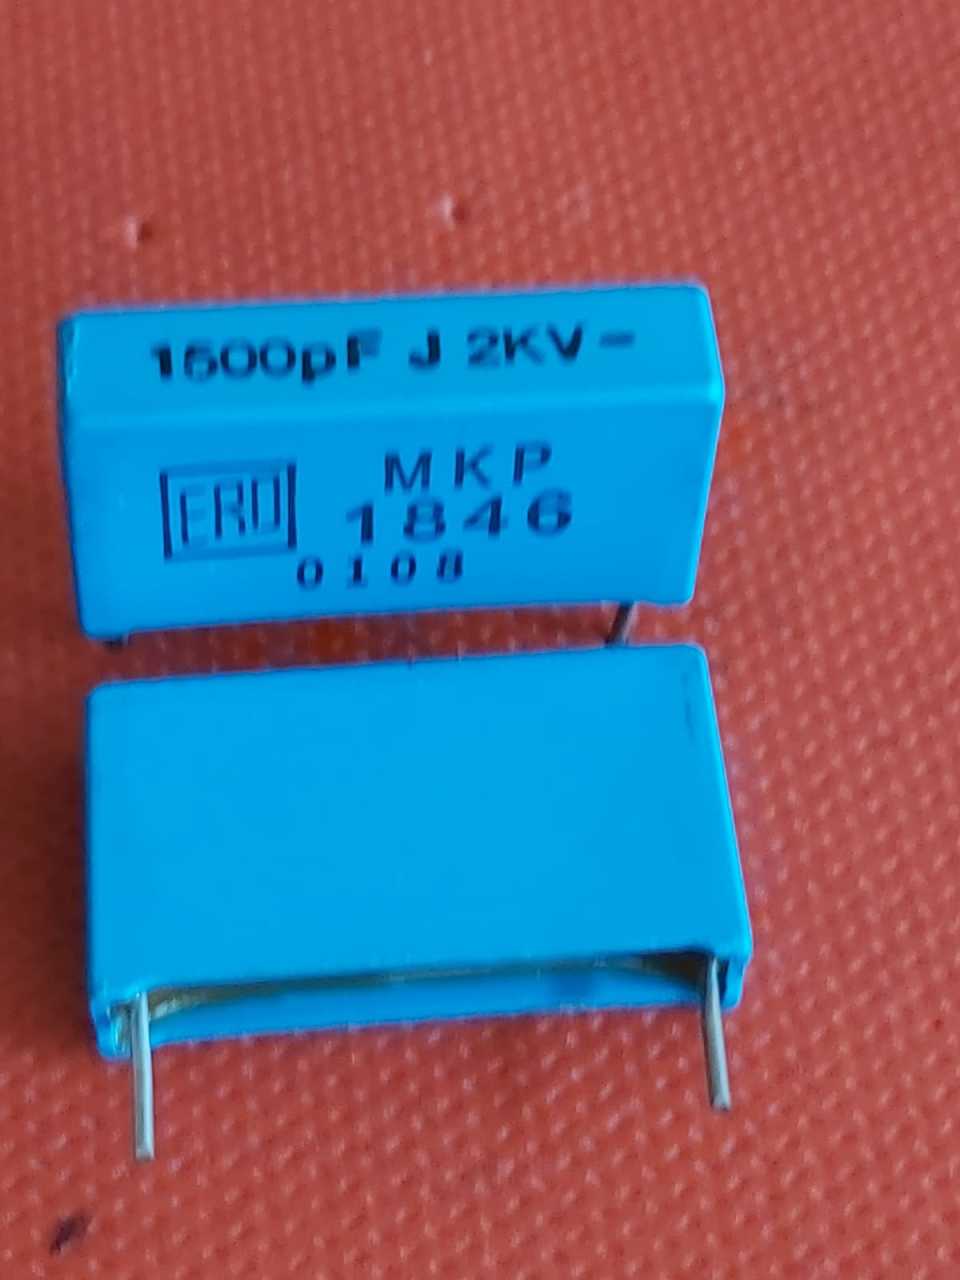 1500pF J 2KV -
ERO
MKP
1846
0108